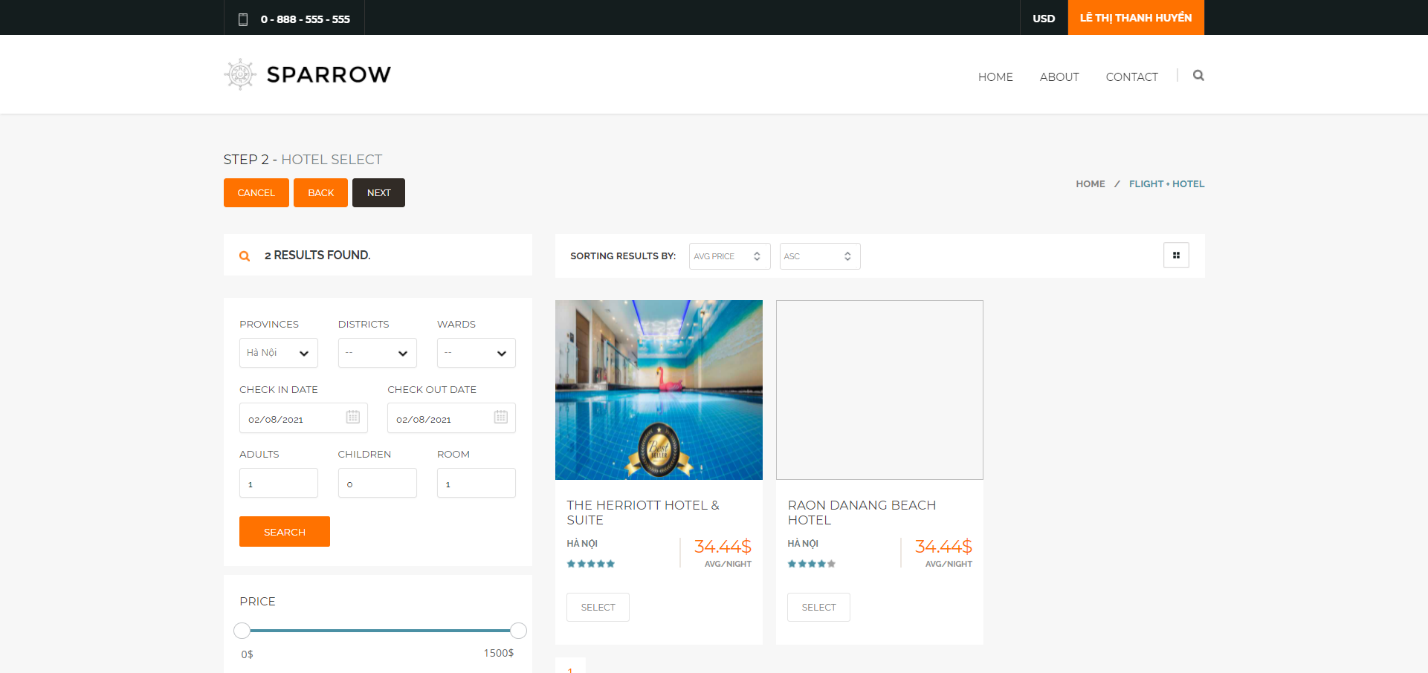 0 - 888 - 555 - 555
USD
LÊ THỊ THANH HUYỀN
SPARROW
HOME
ABOUT
CONTACT
STEP 2 - HOTEL SELECT
CANCEL
BACK
NEXT
HOME / FLIGHT + HOTEL
2 RESULTS FOUND.
SORTING RESULTS BY:
AVG PRICE
ASC
PROVINCES
DISTRICTS
WARDS
Hà Nội
--
--
CHECK IN DATE
CHECK OUT DATE
02/08/2021
02/08/2021
ADULTS
CHILDREN
ROOM
1
0
1
SEARCH
PRICE
0$
1500$
Best
THE HERRIOTT HOTEL &
SUITE
HÀ NỘI
34.44$
AVG/NIGHT
SELECT
RAON DANANG BEACH
HOTEL
HÀ NỘI
34.44$
AVG/NIGHT
SELECT
1